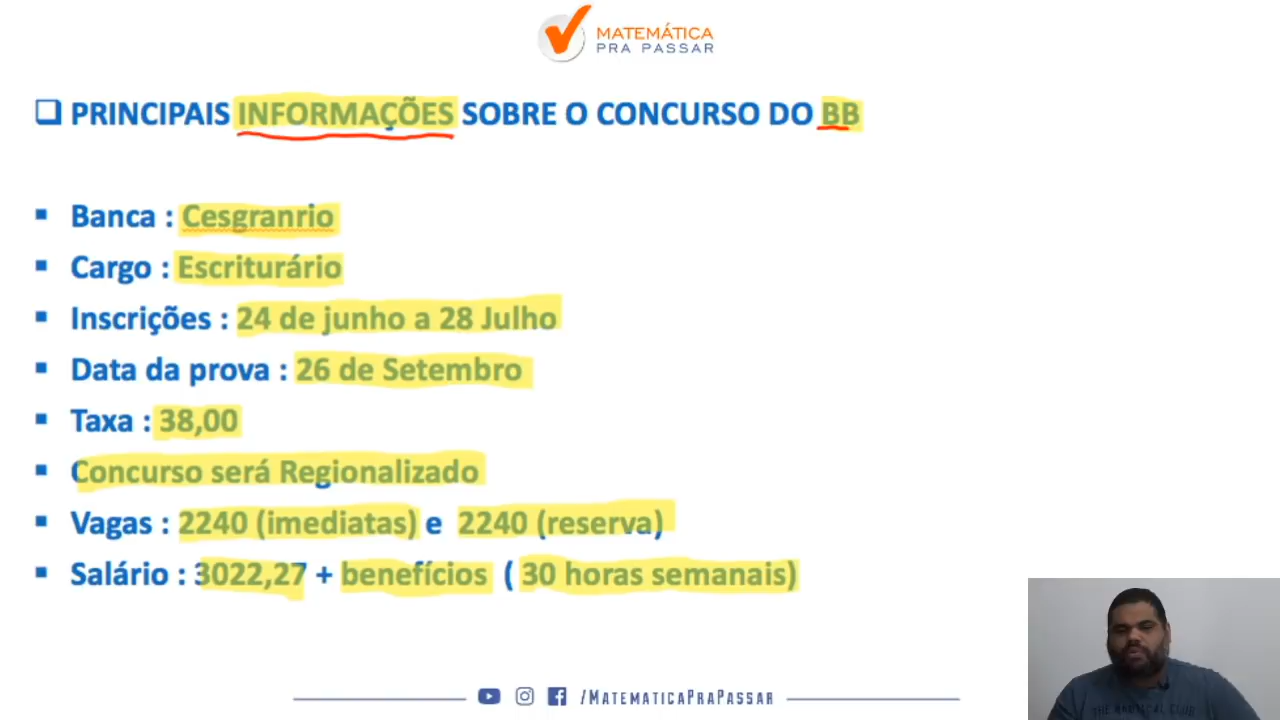 MATEMÁTICA
PRA PASSAR
PRINCIPAIS INFORMAÇÕES SOBRE O CONCURSO DO BB
Banca : Cesgranrio
Cargo : Escriturário
Inscrições : 24 de junho a 28 Julho
Data da prova : 26 de Setembro
Taxa : 38,00
Concurso será Regionalizado
Vagas : 2240 (imediatas) e 2240 (reserva)
Salário : 3022,27 + benefícios ( 30 horas semanais)
/MATEMATICAPRAPASSAR